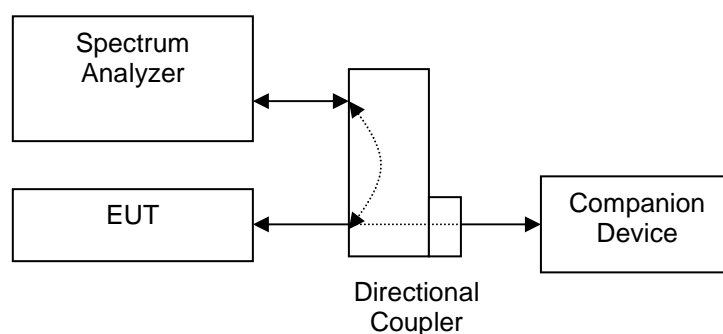 Spectrum
Analyzer
EUT
Companion
Device
Directional
Coupler